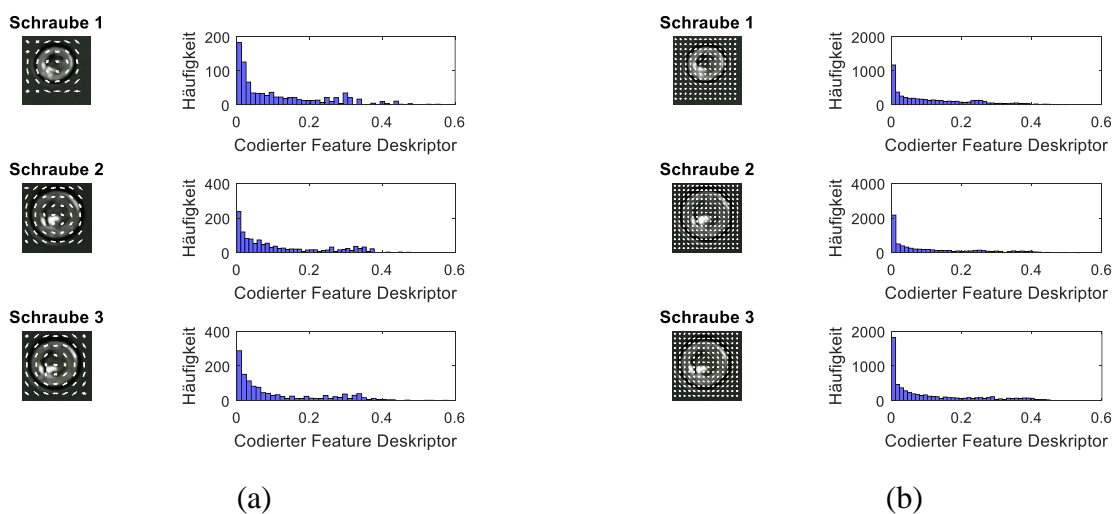 Schraube 1
Häufigkeit
200
100
0
0 0.2 0.4 0.6
Codierter Feature Deskriptor
Schraube 2
Häufigkeit
400
200
0
0 0.2 0.4 0.6
Codierter Feature Deskriptor
Schraube 3
Häufigkeit
400
200
0
0 0.2 0.4 0.6
Codierter Feature Deskriptor
(a)
Schraube 1
Häufigkeit
2000
1000
0
0 0.2 0.4 0.6
Codierter Feature Deskriptor
Schraube 2
Häufigkeit
4000
2000
0
0 0.2 0.4 0.6
Codierter Feature Deskriptor
Schraube 3
Häufigkeit
2000
1000
0
0 0.2 0.4 0.6
Codierter Feature Deskriptor
(b)